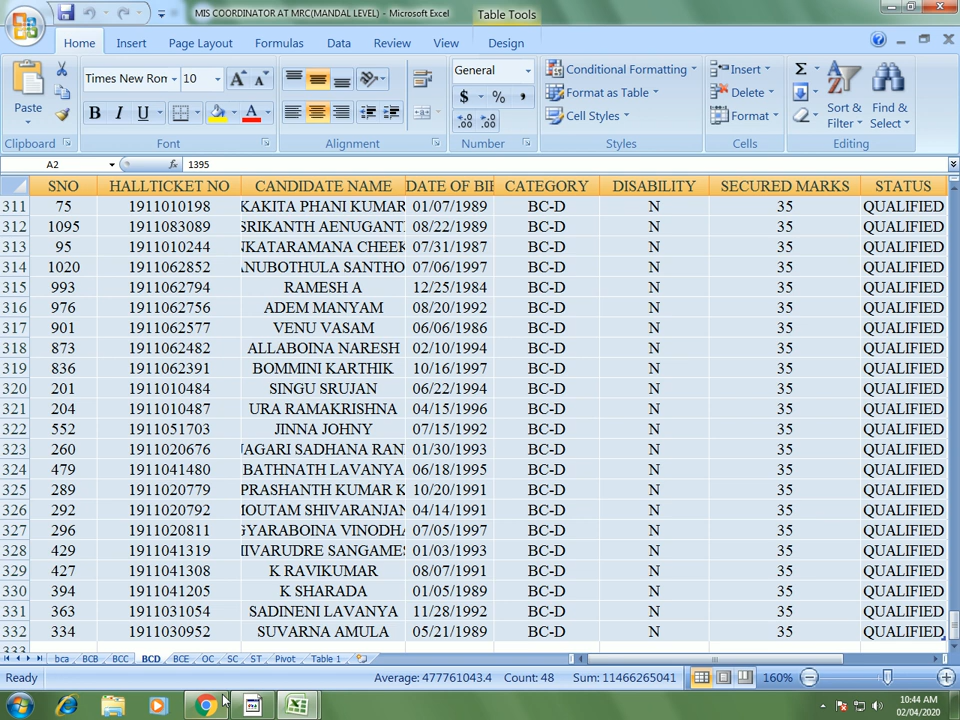 MIS COORDINATOR AT MRC(MANDAL LEVEL) - Microsoft Excel
Table Tools
Home Insert Page Layout Formulas Data Review View Design
Times New Ron 10 General
Paste
B I U
$ % ,
Conditional Formatting
Format as Table
Cell Styles
Insert
Delete
Format
Sort & Filter
Find & Select
Clipboard Font Alignment Number Styles Cells Editing
A2 fx 1395
SNO HALLTICKET NO CANDIDATE NAME DATE OF BIF CATEGORY DISABILITY SECURED MARKS STATUS
311 75 1911010198 KAKITA PHANI KUMAR 01/07/1989 BC-D N 35 QUALIFIED
312 1095 1911083089 SRIKANTH AENUGANT 08/22/1989 BC-D N 35 QUALIFIED
313 95 1911010244 NKATARAMANA CHEEK 07/31/1987 BC-D N 35 QUALIFIED
314 1020 1911062852 ANUBOTHULA SANTHO 07/06/1997 BC-D N 35 QUALIFIED
315 993 1911062794 RAMESH A 12/25/1984 BC-D N 35 QUALIFIED
316 976 1911062756 ADEM MANYAM 08/20/1992 BC-D N 35 QUALIFIED
317 901 1911062577 VENU VASAM 06/06/1986 BC-D N 35 QUALIFIED
318 873 1911062482 ALLABOINA NARESH 02/10/1994 BC-D N 35 QUALIFIED
319 836 1911062391 BOMMINI KARTHIK 10/16/1997 BC-D N 35 QUALIFIED
320 201 1911010484 SINGU SRUJAN 06/22/1994 BC-D N 35 QUALIFIED
321 204 1911010487 URA RAMAKRISHNA 04/15/1996 BC-D N 35 QUALIFIED
322 552 1911051703 JINNA JOHNY 07/15/1992 BC-D N 35 QUALIFIED
323 260 1911020676 JAGARI SADHANA RAN 01/30/1993 BC-D N 35 QUALIFIED
324 479 1911041480 BATHNATH LAVANYA 06/18/1995 BC-D N 35 QUALIFIED
325 289 1911020779 PRASHANTH KUMAR K 10/20/1991 BC-D N 35 QUALIFIED
326 292 1911020792 MOUTAM SHIVARANJAN 04/14/1991 BC-D N 35 QUALIFIED
327 296 1911020811 GYARABOINA VINODHA 07/05/1997 BC-D N 35 QUALIFIED
328 429 1911041319 HIVARUDRE SANGAMES 01/03/1993 BC-D N 35 QUALIFIED
329 427 1911041308 K RAVIKUMAR 08/07/1991 BC-D N 35 QUALIFIED
330 394 1911041205 K SHARADA 01/05/1989 BC-D N 35 QUALIFIED
331 363 1911031054 SADINENI LAVANYA 11/28/1992 BC-D N 35 QUALIFIED
332 334 1911030952 SUVARNA AMULA 05/21/1989 BC-D N 35 QUALIFIED
333
bca BCB BCC BCD BCE OC SC ST Pivot Table 1
Ready Average: 477761043.4 Count: 48 Sum: 11466265041 160%
10:44 AM
02/04/2020